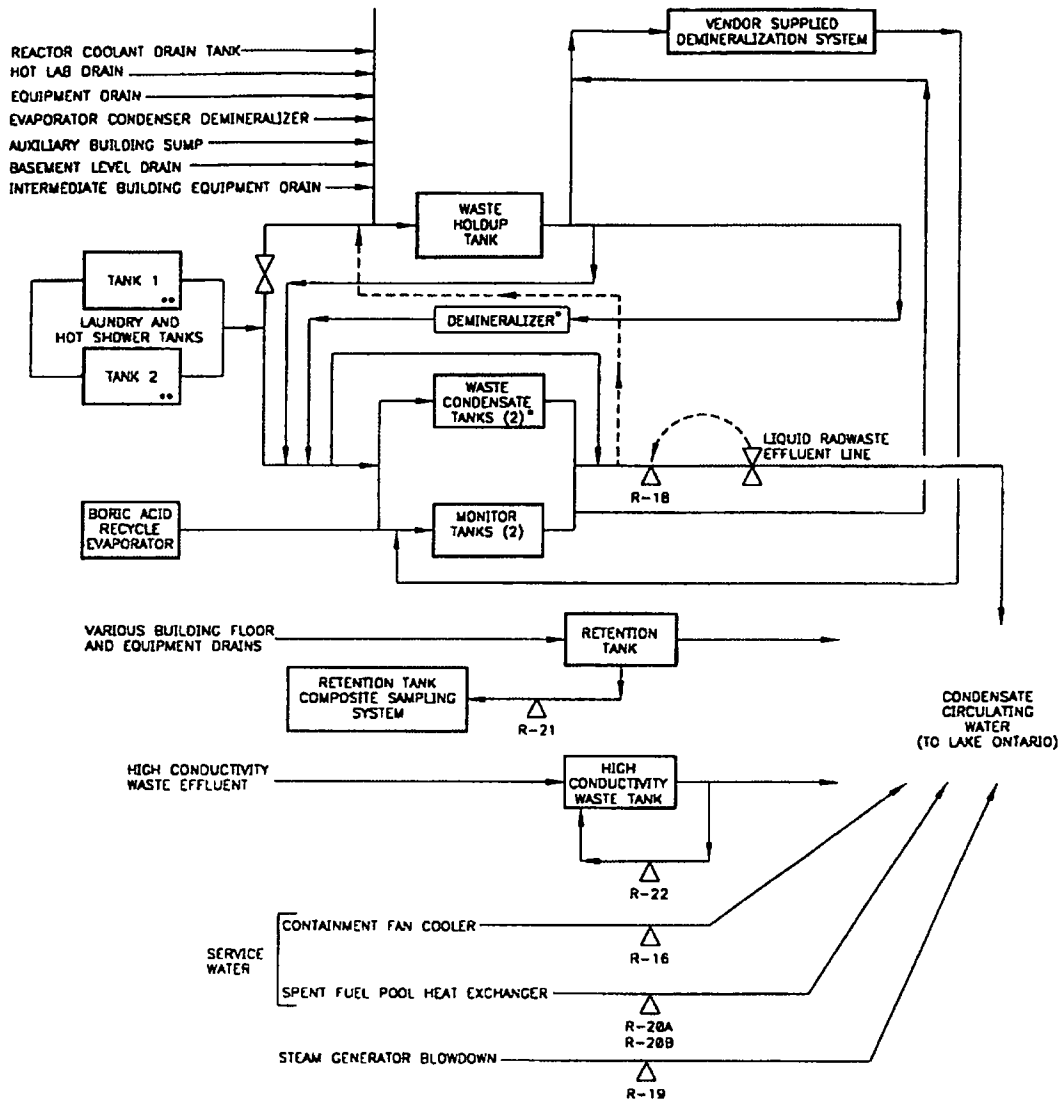 VENDOR SUPPLIED
DEMINERALIZATION SYSTEM
REACTOR COOLANT DRAIN TANK
HOT LAB DRAIN
EQUIPMENT DRAIN
EVAPORATOR CONDENSER DEMINERALIZER
AUXILIARY BUILDING SUMP
BASEMENT LEVEL DRAIN
INTERMEDIATE BUILDING EQUIPMENT DRAIN
WASTE
HOLDUP
TANK
TANK 1
**
LAUNDRY AND
HOT SHOWER TANKS
TANK 2
**
DEMINERALIZER*
WASTE
CONDENSATE
TANKS (2)*
LIQUID RADWASTE
EFFLUENT LINE
R-18
BORIC ACID
RECYCLE
EVAPORATOR
MONITOR
TANKS (2)
VARIOUS BUILDING FLOOR
AND EQUIPMENT DRAINS
RETENTION
TANK
RETENTION TANK
COMPOSITE SAMPLING
SYSTEM
R-21
CONDENSATE
CIRCULATING
WATER
(TO LAKE ONTARIO)
HIGH CONDUCTIVITY
WASTE EFFLUENT
HIGH
CONDUCTIVITY
WASTE TANK
R-22
SERVICE
WATER
CONTAINMENT FAN COOLER
R-16
SPENT FUEL POOL HEAT EXCHANGER
R-20A
R-20B
STEAM GENERATOR BLOWDOWN
R-19